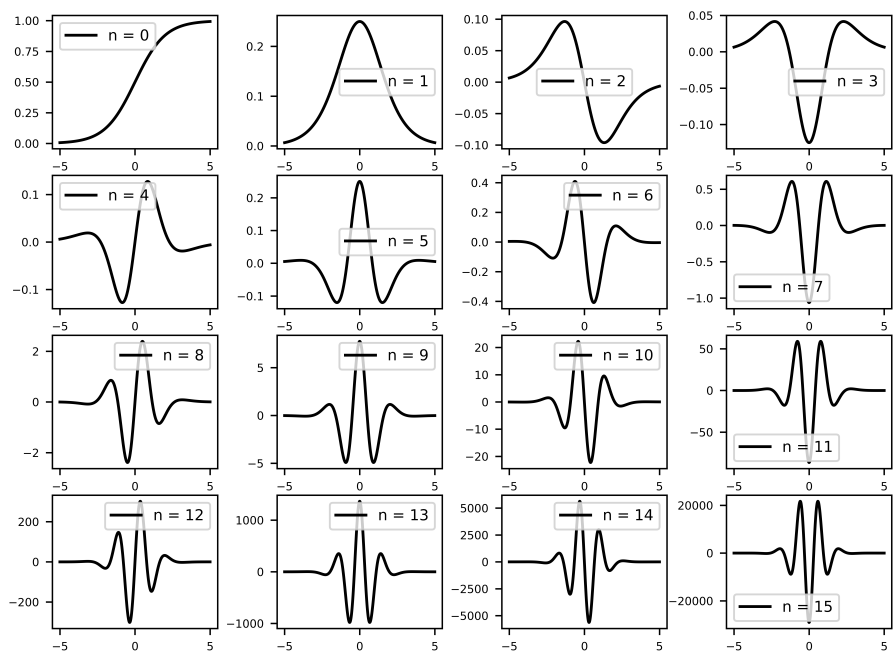 1.00
0.75
0.50
0.25
0.00
n = 0
−5 0 5
0.2
0.1
0.0
n = 1
−5 0 5
0.10
0.05
0.00
−0.05
−0.10
n = 2
−5 0 5
0.05
0.00
−0.05
−0.10
n = 3
−5 0 5
0.1
0.0
−0.1
n = 4
−5 0 5
0.2
0.1
0.0
−0.1
n = 5
−5 0 5
0.4
0.2
0.0
−0.2
−0.4
n = 6
−5 0 5
0.5
0.0
−0.5
−1.0
n = 7
−5 0 5
2
0
−2
n = 8
−5 0 5
5
0
−5
n = 9
−5 0 5
20
10
0
−10
−20
n = 10
−5 0 5
50
0
−50
n = 11
−5 0 5
200
0
−200
n = 12
−5 0 5
1000
0
−1000
n = 13
−5 0 5
5000
2500
0
−2500
−5000
n = 14
−5 0 5
20000
0
−20000
n = 15
−5 0 5